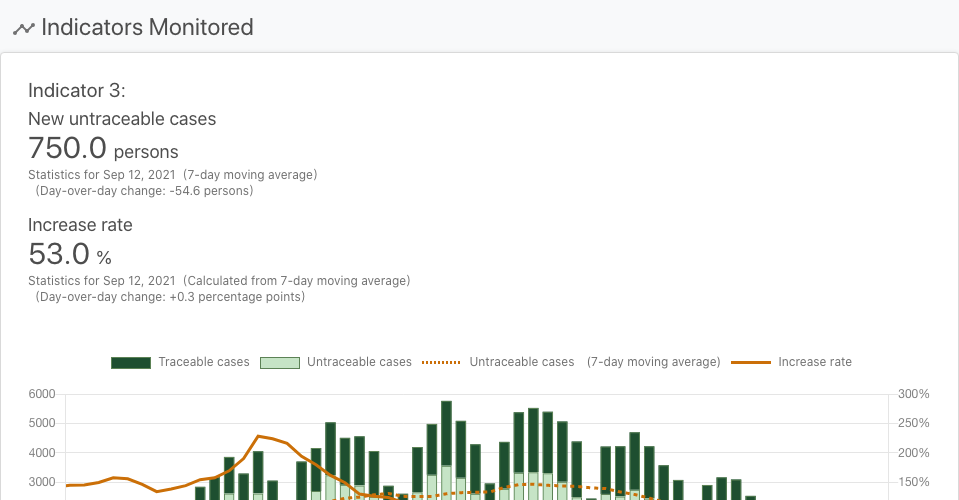 Indicators Monitored
Indicator 3:
New untraceable cases
750.0 persons
Statistics for Sep 12, 2021 (7-day moving average)
(Day-over-day change: -54.6 persons)
Increase rate
53.0 %
Statistics for Sep 12, 2021 (Calculated from 7-day moving average)
(Day-over-day change: +0.3 percentage points)
Traceable cases Untraceable cases Untraceable cases (7-day moving average) Increase rate
6000 300%
5000 250%
4000 200%
3000 150%